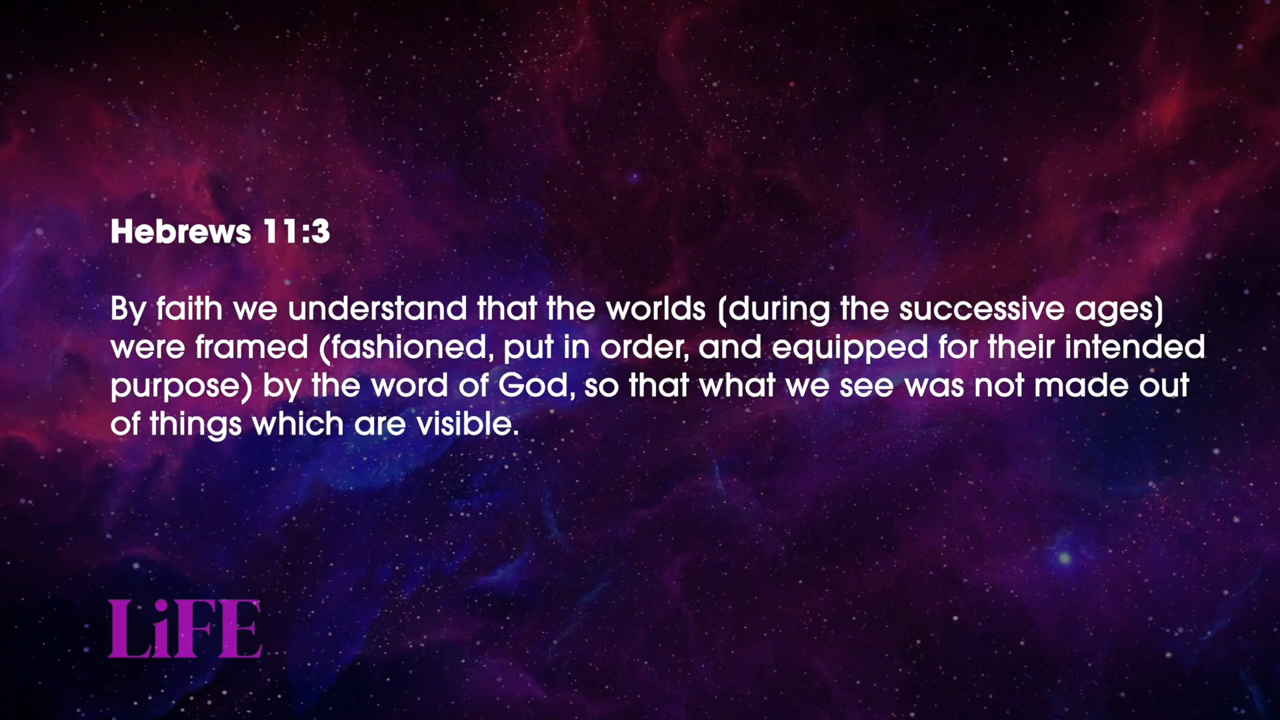 Hebrews 11:3
By faith we understand that the worlds (during the successive ages)
were framed (fashioned, put in order, and equipped for their intended
purpose) by the word of God, so that what we see was not made out
of things which are visible.
LiFE